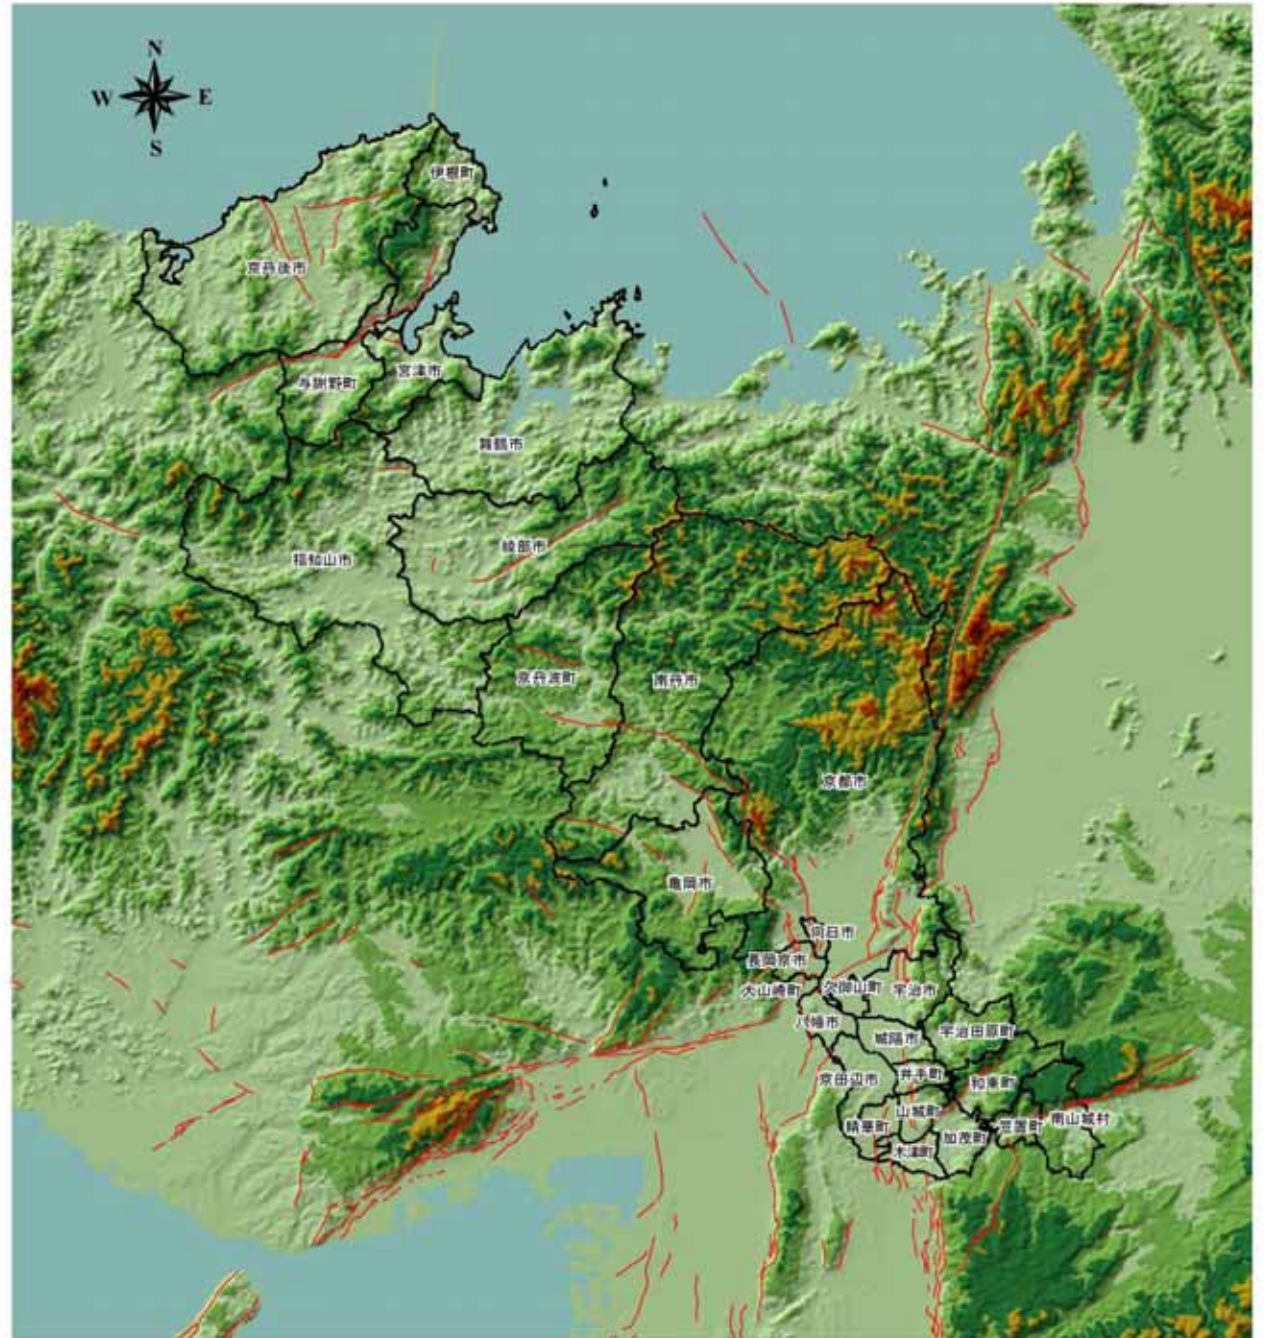 N
W E
S
伊根町
京丹後市
与謝野町
宮津市
舞鶴市
綾部市
福知山市
京丹波町
南丹市
京都市
亀岡市
向日市
長岡京市
大山崎町
久御山町
宇治市
八幡市
城陽市
宇治田原町
京田辺市
井手町
和束町
山城町
精華町
加茂町
笠置町
南山城村
木津町